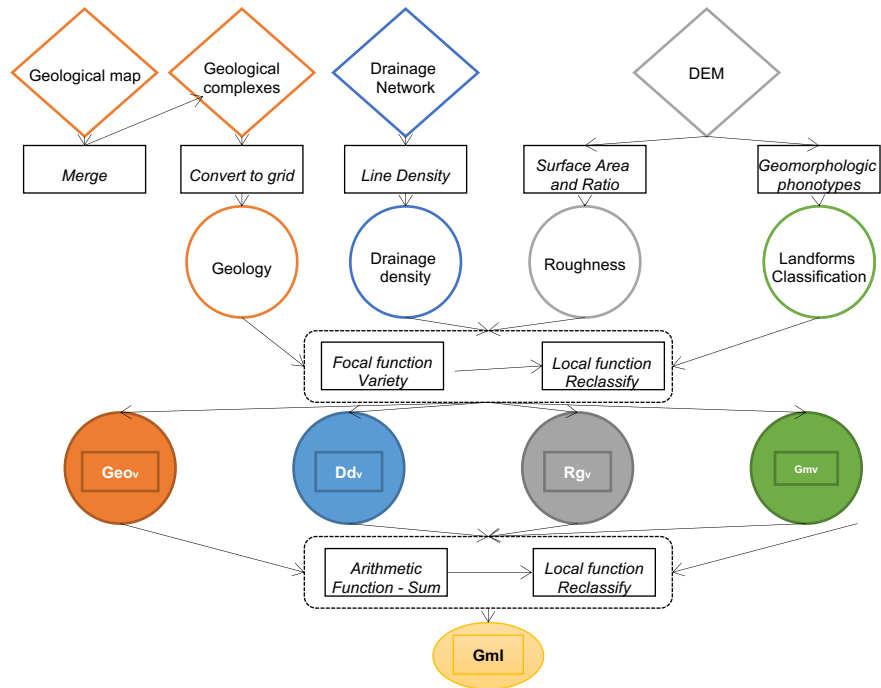 Geological map
Geological
complexes
Drainage
Network
DEM
Merge
Convert to grid
Line Density
Surface Area
and Ratio
Geomorphologic
phonotypes
Geology
Drainage
density
Roughness
Landforms
Classification
Focal function
Variety
Local function
Reclassify
Geov
Ddv
Rgv
Gmv
Arithmetic
Function - Sum
Local function
Reclassify
GmI